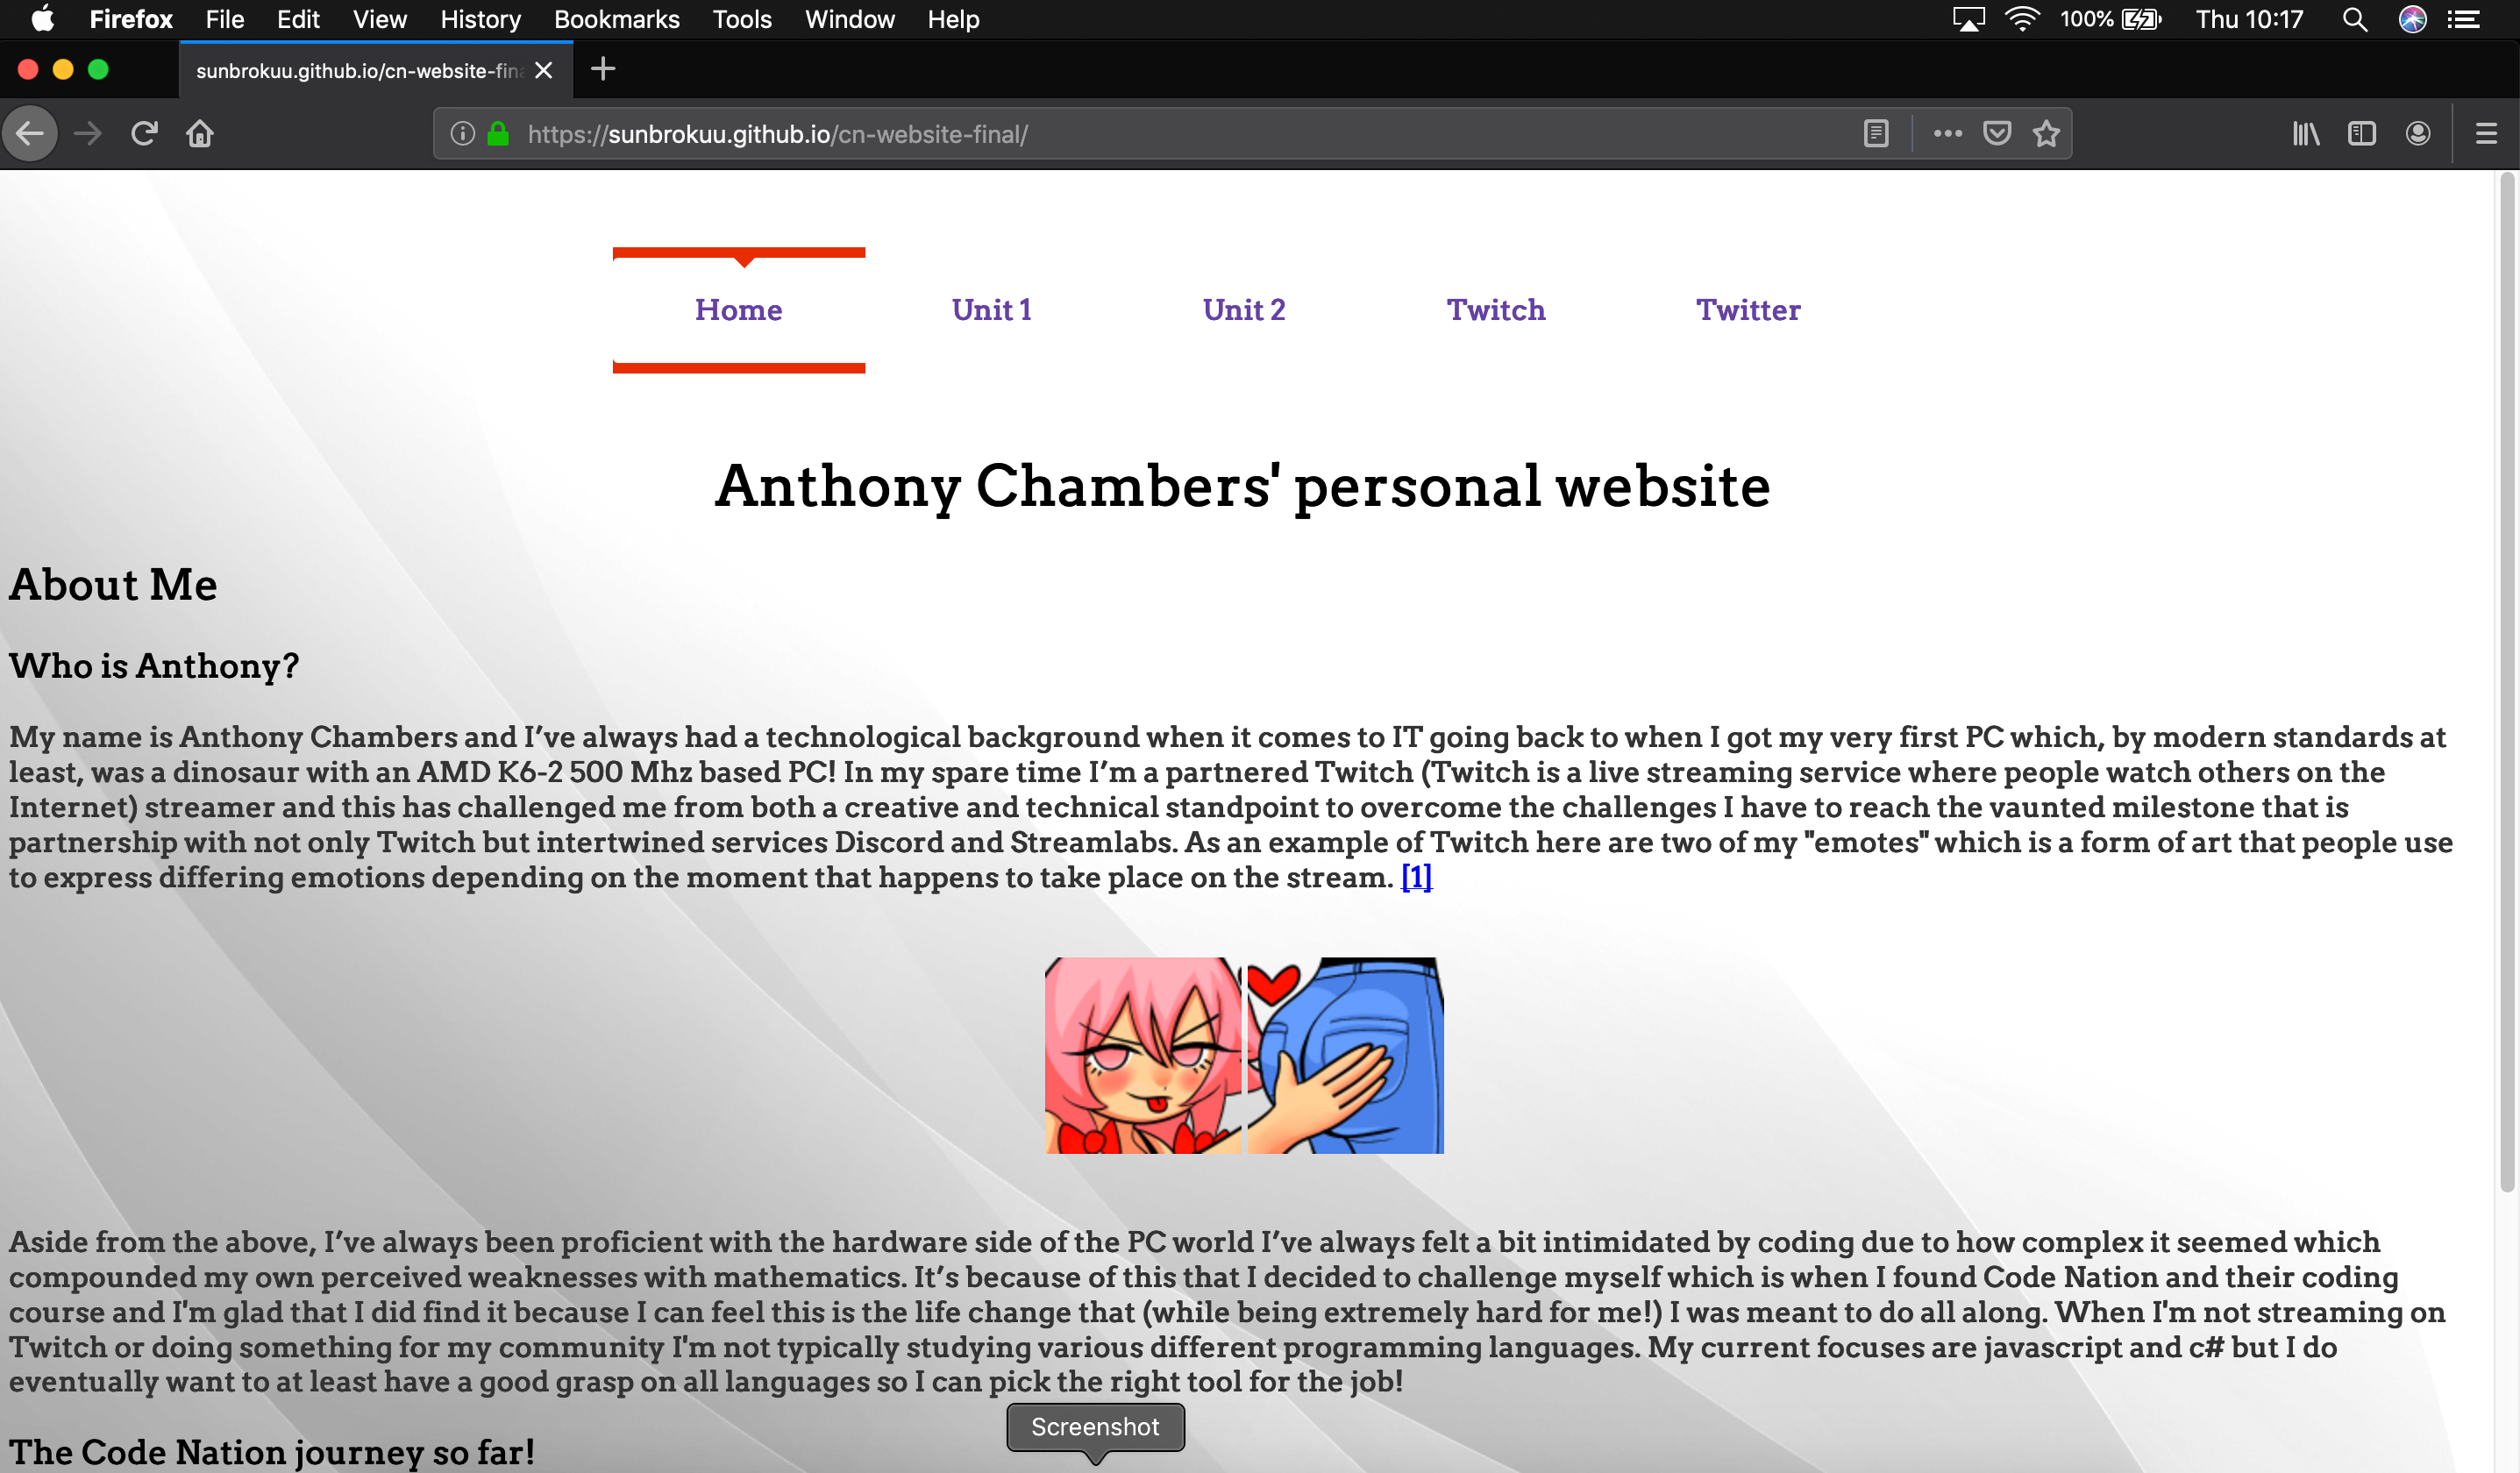 Firefox File Edit View History Bookmarks Tools Window Help 100% Thu 10:17
sunbrokuu.github.io/cn-website-fin
https://sunbrokuu.github.io/cn-website-final/
Home Unit 1 Unit 2 Twitch Twitter
Anthony Chambers' personal website
About Me
Who is Anthony?
My name is Anthony Chambers and I’ve always had a technological background when it comes to IT going back to when I got my very first PC which, by modern standards at
least, was a dinosaur with an AMD K6-2 500 Mhz based PC! In my spare time I’m a partnered Twitch (Twitch is a live streaming service where people watch others on the
Internet) streamer and this has challenged me from both a creative and technical standpoint to overcome the challenges I have to reach the vaunted milestone that is
partnership with not only Twitch but intertwined services Discord and Streamlabs. As an example of Twitch here are two of my "emotes" which is a form of art that people use
to express differing emotions depending on the moment that happens to take place on the stream. [1]
Aside from the above, I’ve always been proficient with the hardware side of the PC world I’ve always felt a bit intimidated by coding due to how complex it seemed which
compounded my own perceived weaknesses with mathematics. It’s because of this that I decided to challenge myself which is when I found Code Nation and their coding
course and I'm glad that I did find it because I can feel this is the life change that (while being extremely hard for me!) I was meant to do all along. When I'm not streaming on
Twitch or doing something for my community I'm not typically studying various different programming languages. My current focuses are javascript and c# but I do
eventually want to at least have a good grasp on all languages so I can pick the right tool for the job!
Screenshot
The Code Nation journey so far!